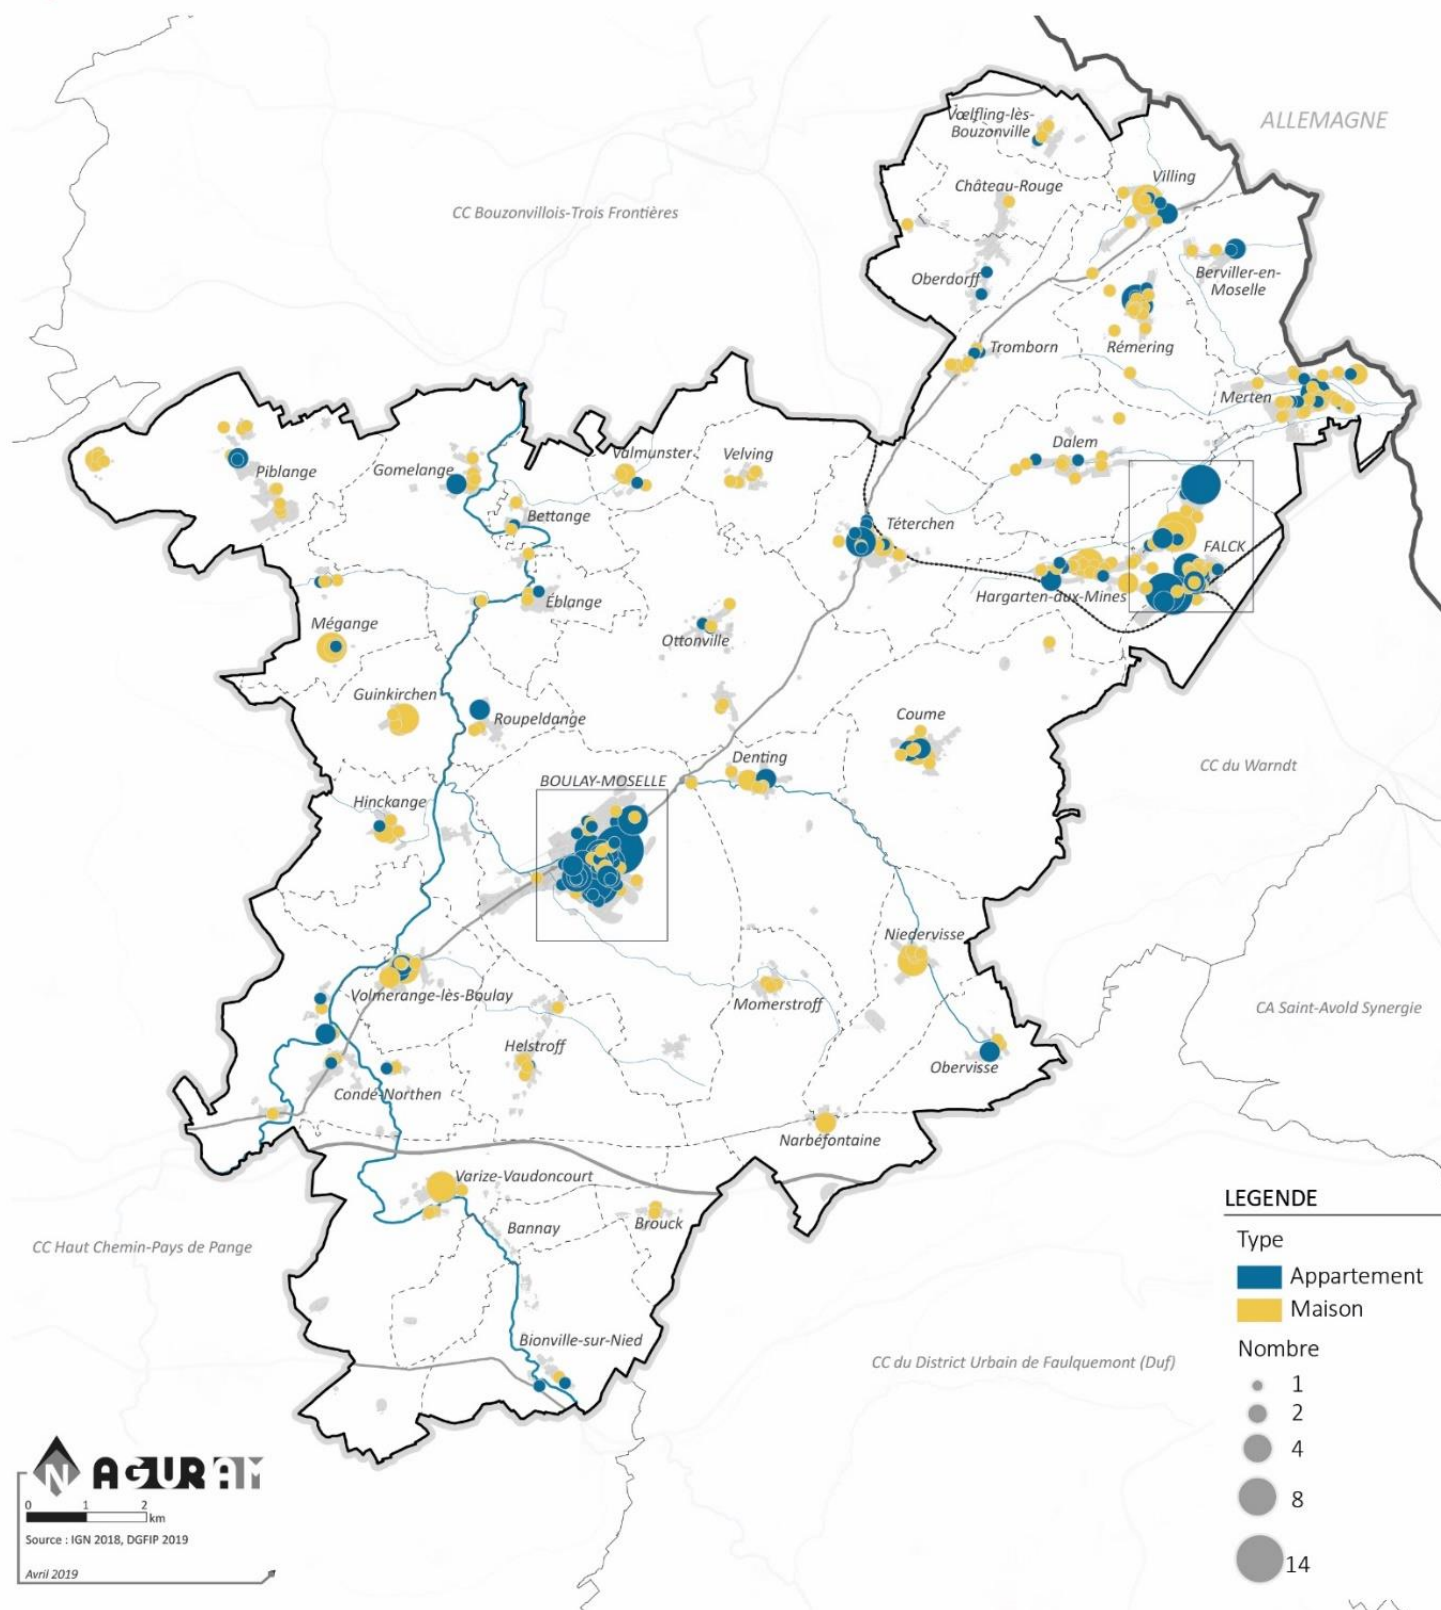 ALLEMAGNE
Vœlfling-lès-
Bouzonville
Villing
Château-Rouge
CC Bouzonvillois-Trois Frontières
Oberdorff
Berviller-en-
Moselle
Tromborn
Rémering
Merten
Dalem
Piblange
Gomelange
Valmunster
Velving
Bettange
Téterchen
FALCK
Hargarten-aux-Mines
Éblange
Mégange
Ottonville
Guinkirchen
Roupeldange
Coume
Denting
CC du Warndt
BOULAY-MOSELLE
Hinckange
Niedervisse
Volmerange-lès-Boulay
Momerstroff
CA Saint-Avold Synergie
Helstroff
Obervisse
Condé-Northen
Narbéfontaine
Varize-Vaudoncourt
Bannay
Brouck
CC Haut Chemin-Pays de Pange
Bionville-sur-Nied
CC du District Urbain de Faulquemont (Duf)
LEGENDE
Type
Appartement
Maison
Nombre
1
2
4
8
14
N AGURAM
0 1 2
km
Source : IGN 2018, DGFIP 2019
Avril 2019